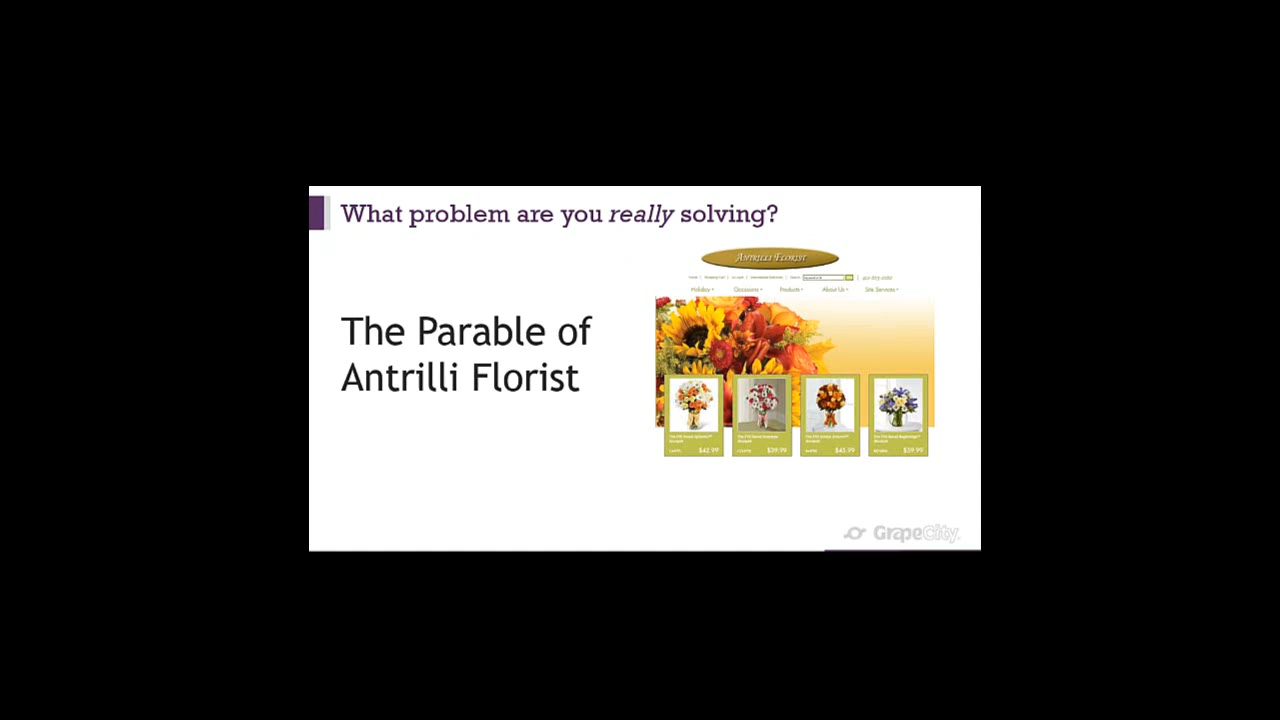 What problem are you really solving?
ANTRILLI FLORIST
Holiday Occasions Products About Us Site Services
The Parable of
Antrilli Florist
$42.99 $39.99 $45.99 $39.99
GrapeCity